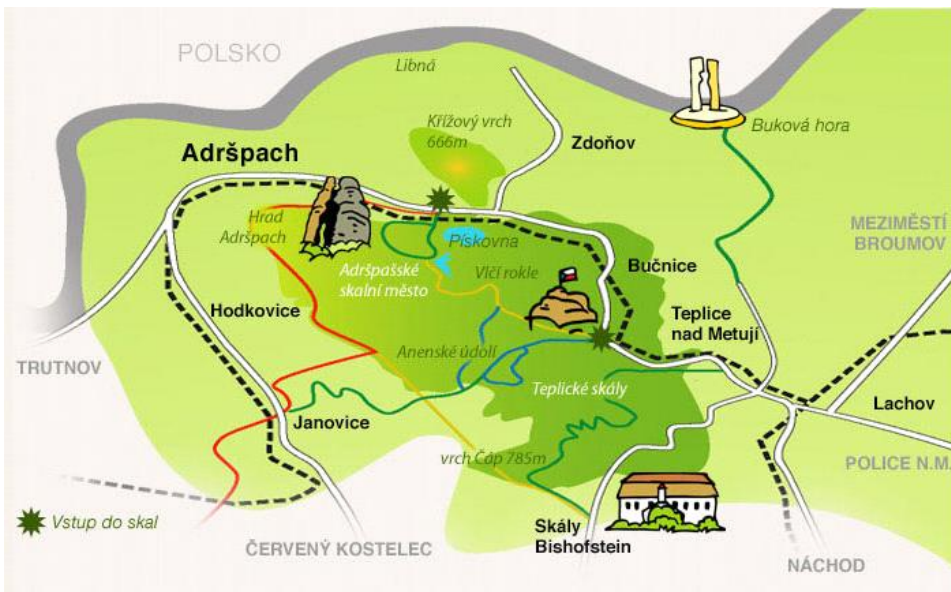 POLSKO
Libná
Křížový vrch
666m
Zdoňov
Buková hora
Adršpach
Hrad
Adršpach
Pískovna
MEZIMĚSTÍ
BROUMOV
Adršpašské
skalní město
Vlčí rokle
Bučnice
Hodkovice
Teplice
nad Metují
TRUTNOV
Anenské údolí
Teplické skály
Lachov
Janovice
vrch Čáp 785m
POLICE N.M.
Vstup do skal
Skály
Bishofstein
ČERVENÝ KOSTELEC
NÁCHOD